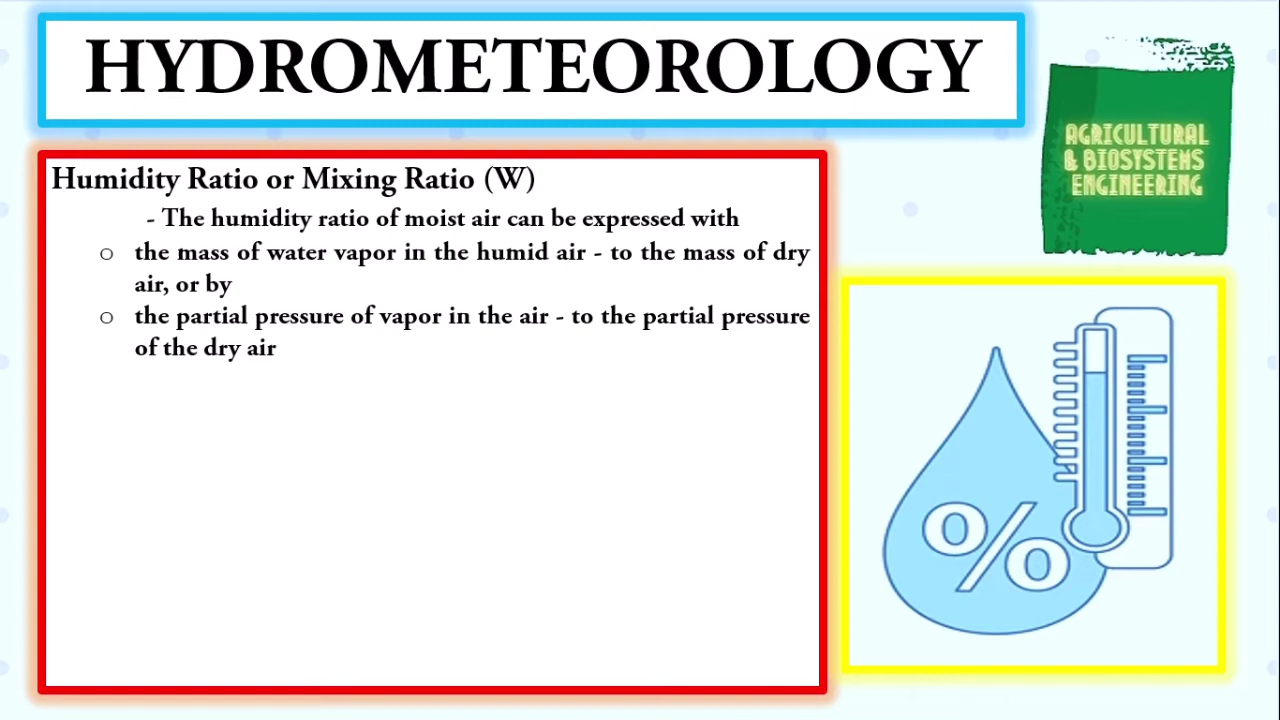 HYDROMETEOROLOGY
AGRICULTURAL
& BIOSYSTEMS
ENGINEERING
Humidity Ratio or Mixing Ratio (W)
- The humidity ratio of moist air can be expressed with
o the mass of water vapor in the humid air - to the mass of dry
air, or by
o the partial pressure of vapor in the air - to the partial pressure
of the dry air
%